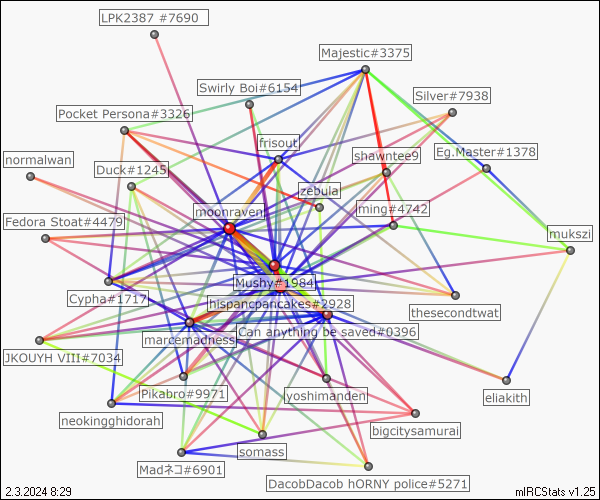 LPK2387 #7690
Majestic#3375
Swirly Boi#6154
Silver#7938
Pocket Persona#3326
frisout
shawntee9
Eg.Master#1378
normalwan
Duck#1245
zebula
moonraven
ming#4742
Fedora Stoat#4479
mukszi
Mushy#1984
Cypha#1717
hispancpancakes#2928
thesecondtwat
Can anything be saved#0396
marcemadness
JKOUYH VIII#7034
Pikabro#9971
lyoshimanden
eliakith
neokingghidorah
bigcitysamurai
somass
Madネコ#6901
DacobDacob hORNY police#5271
2.3.2024 8:29
mIRCStats v1.25